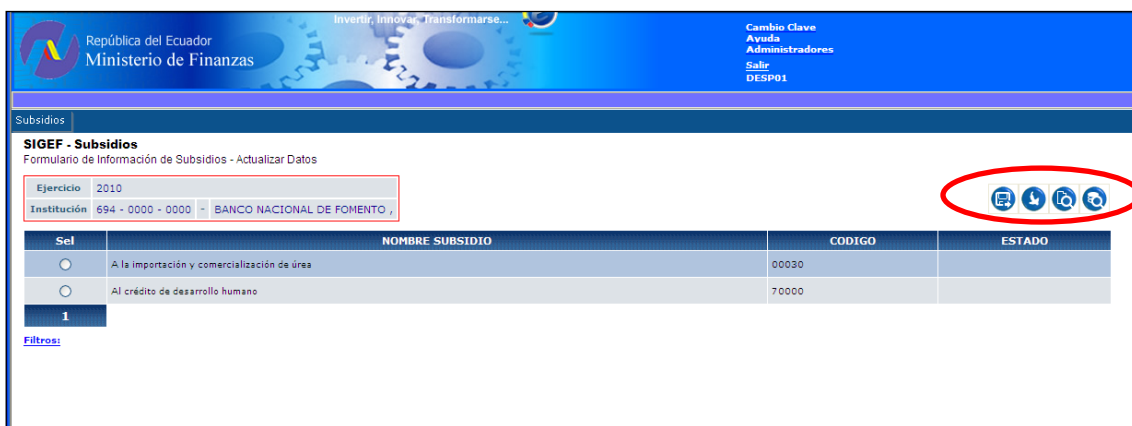 Invertir, Innovar, Transformarse...
República del Ecuador
Ministerio de Finanzas
Cambio Clave
Ayuda
Administradores
Salir
DESP01
Subsidios
SIGEF - Subsidios
Formulario de Información de Subsidios - Actualizar Datos
Ejercicio 2010
Institución 694 - 0000 - 0000 - BANCO NACIONAL DE FOMENTO ,
Sel NOMBRE SUBSIDIO CODIGO ESTADO
A la importación y comercialización de úrea 00030
Al crédito de desarrollo humano 70000
1
Filtros: